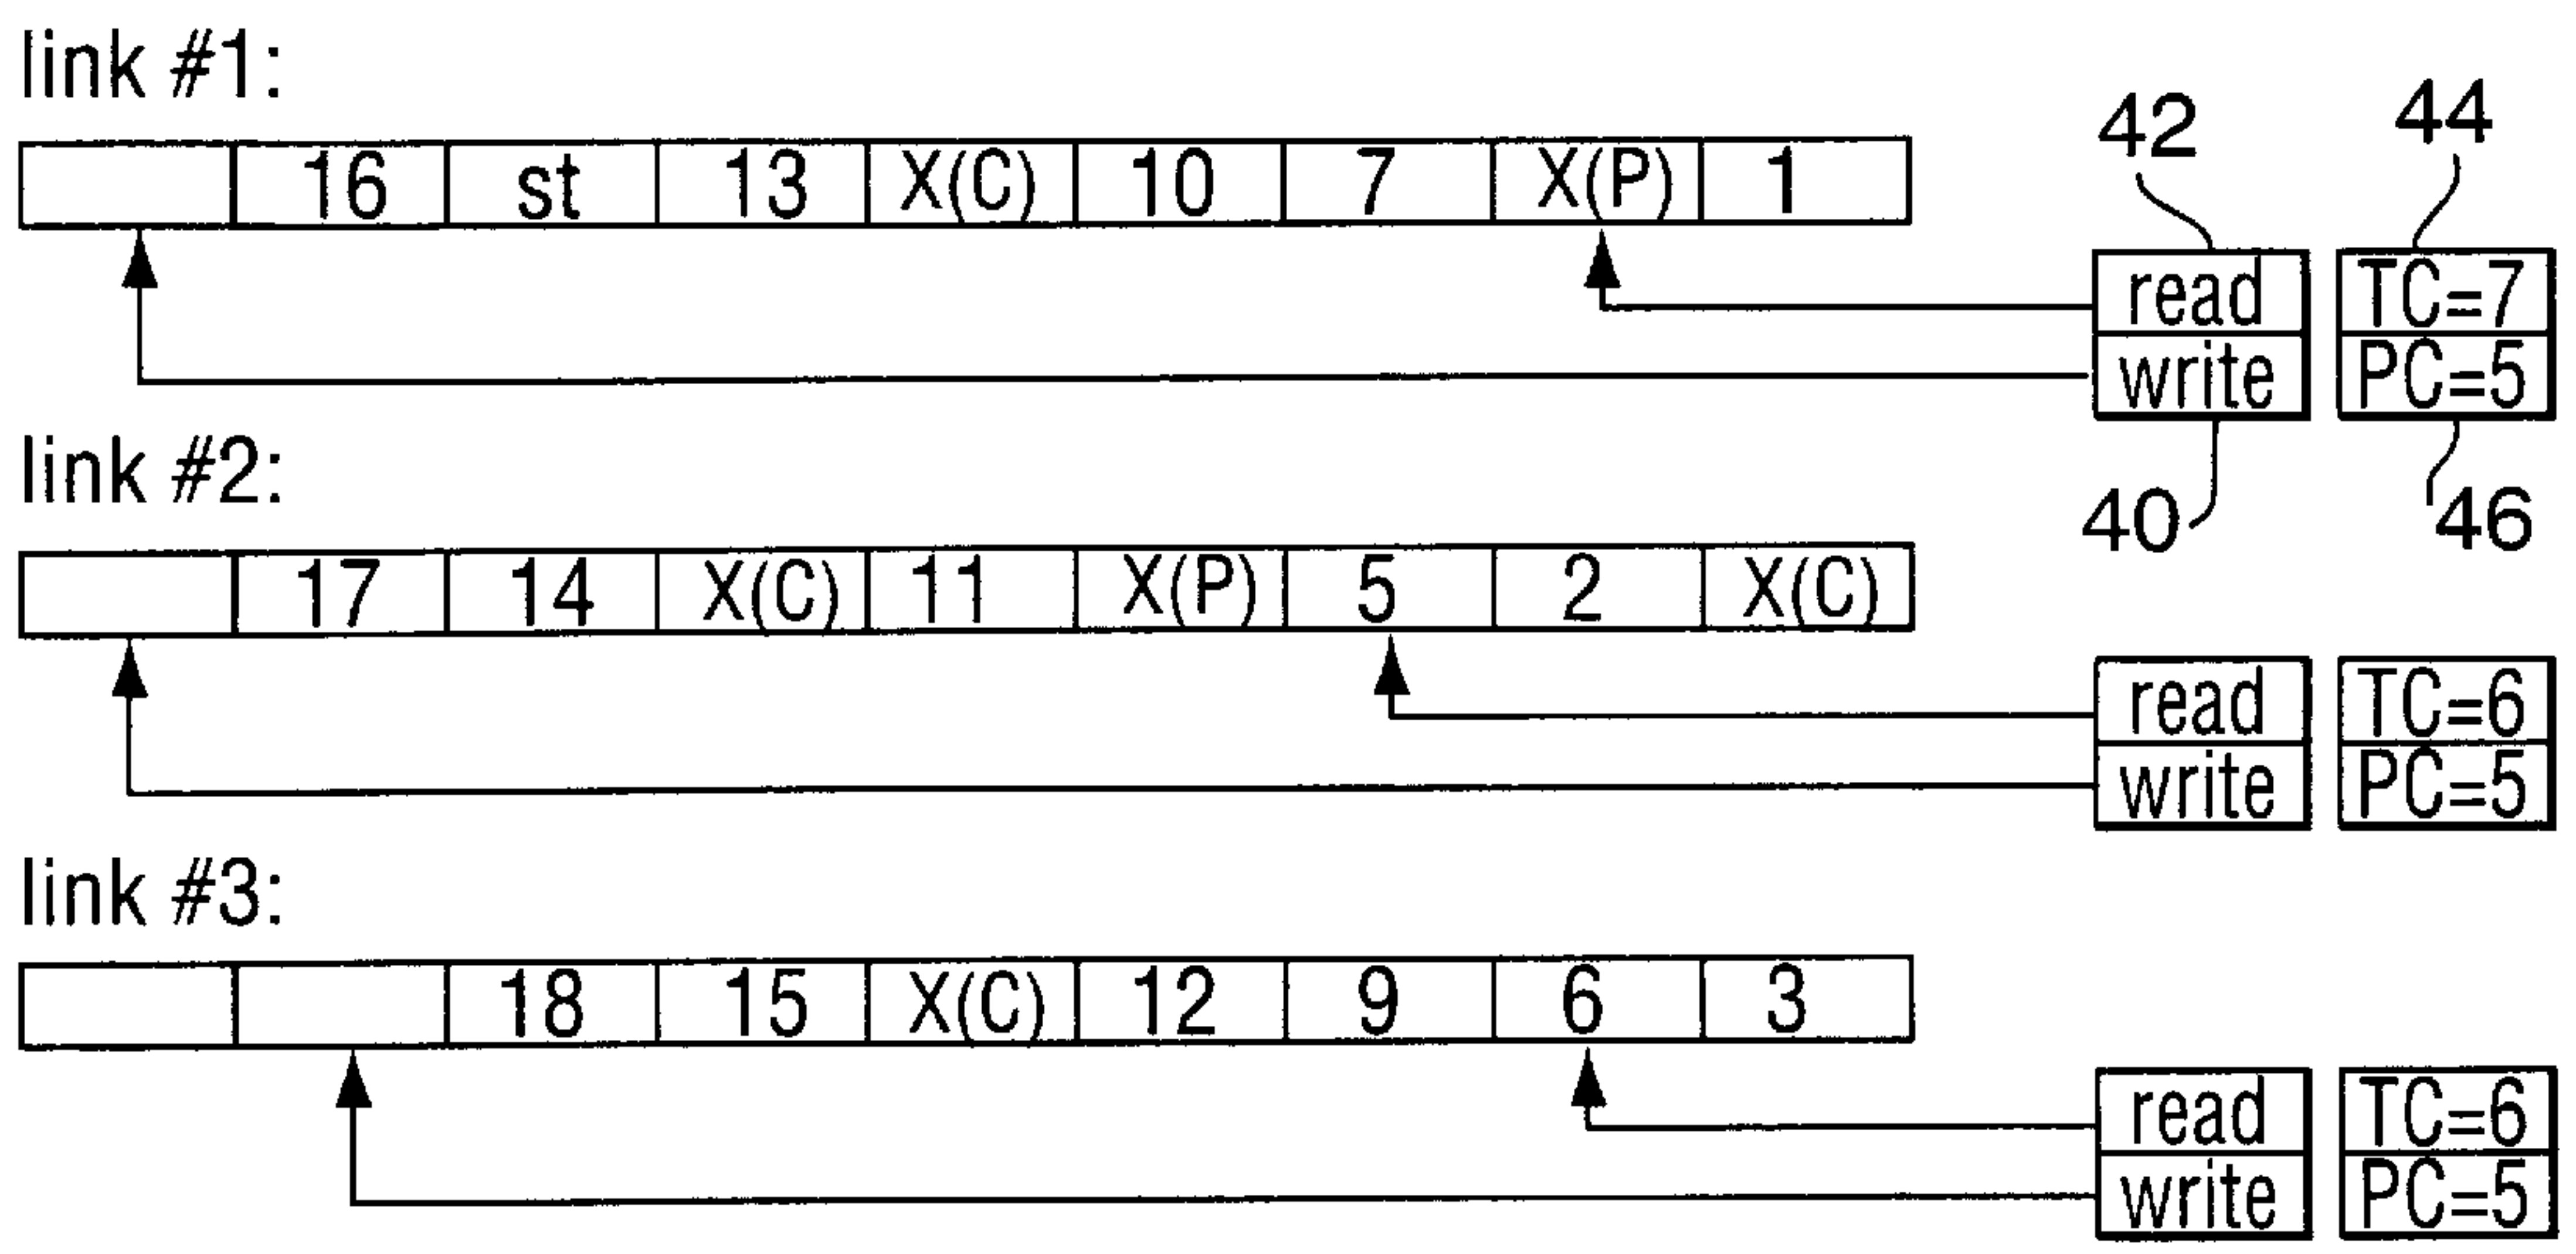 link #1:
42 44
16 st 13 X(C) 10 7 X(P) 1
read TC=7
write PC=5
link #2:
40 46
17 14 X(C) 11 X(P) 5 2 X(C)
read TC=6
write PC=5
link #3:
18 15 X(C) 12 9 6 3
read TC=6
write PC=5